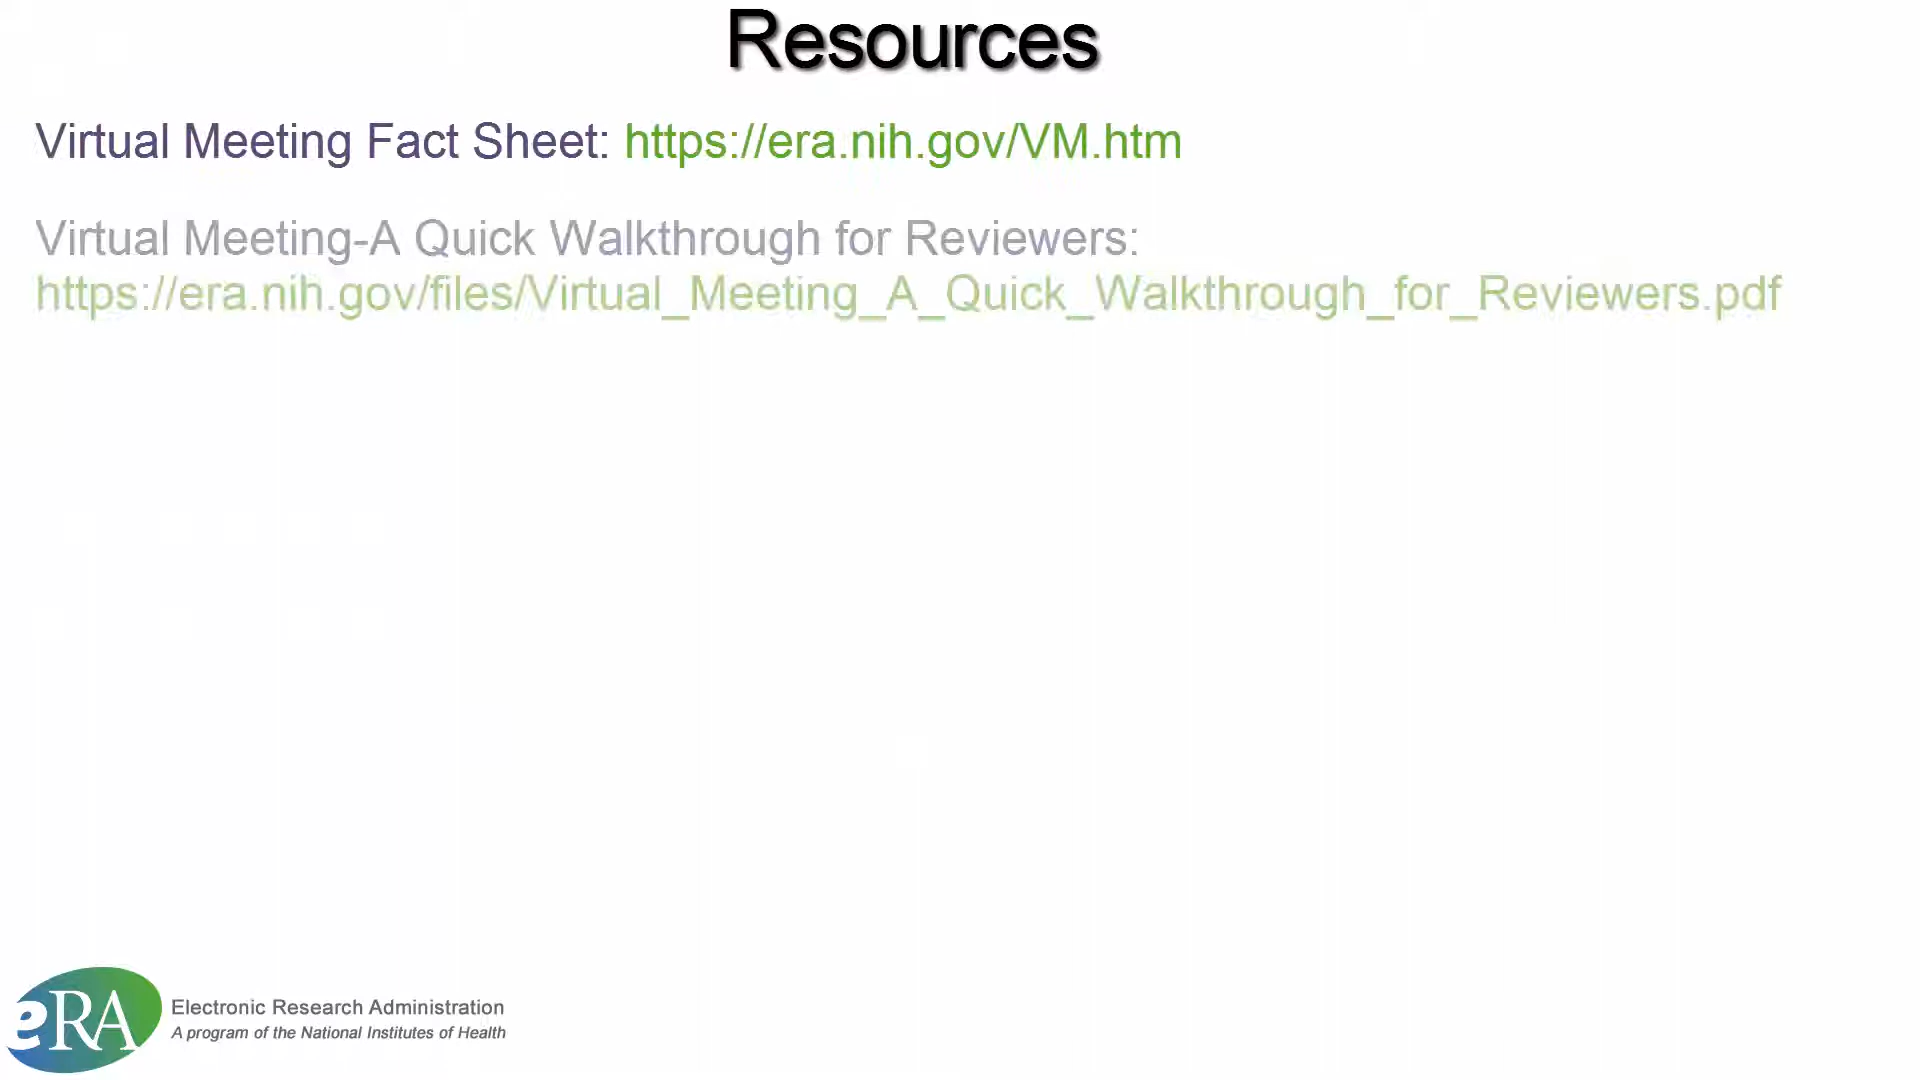 Resources
Virtual Meeting Fact Sheet: https://era.nih.gov/VM.htm
Virtual Meeting-A Quick Walkthrough for Reviewers:
https://era.nih.gov/files/Virtual_Meeting_A_Quick_Walkthrough_for_Reviewers.pdf
eRA
Electronic Research Administration
A program of the National Institutes of Health